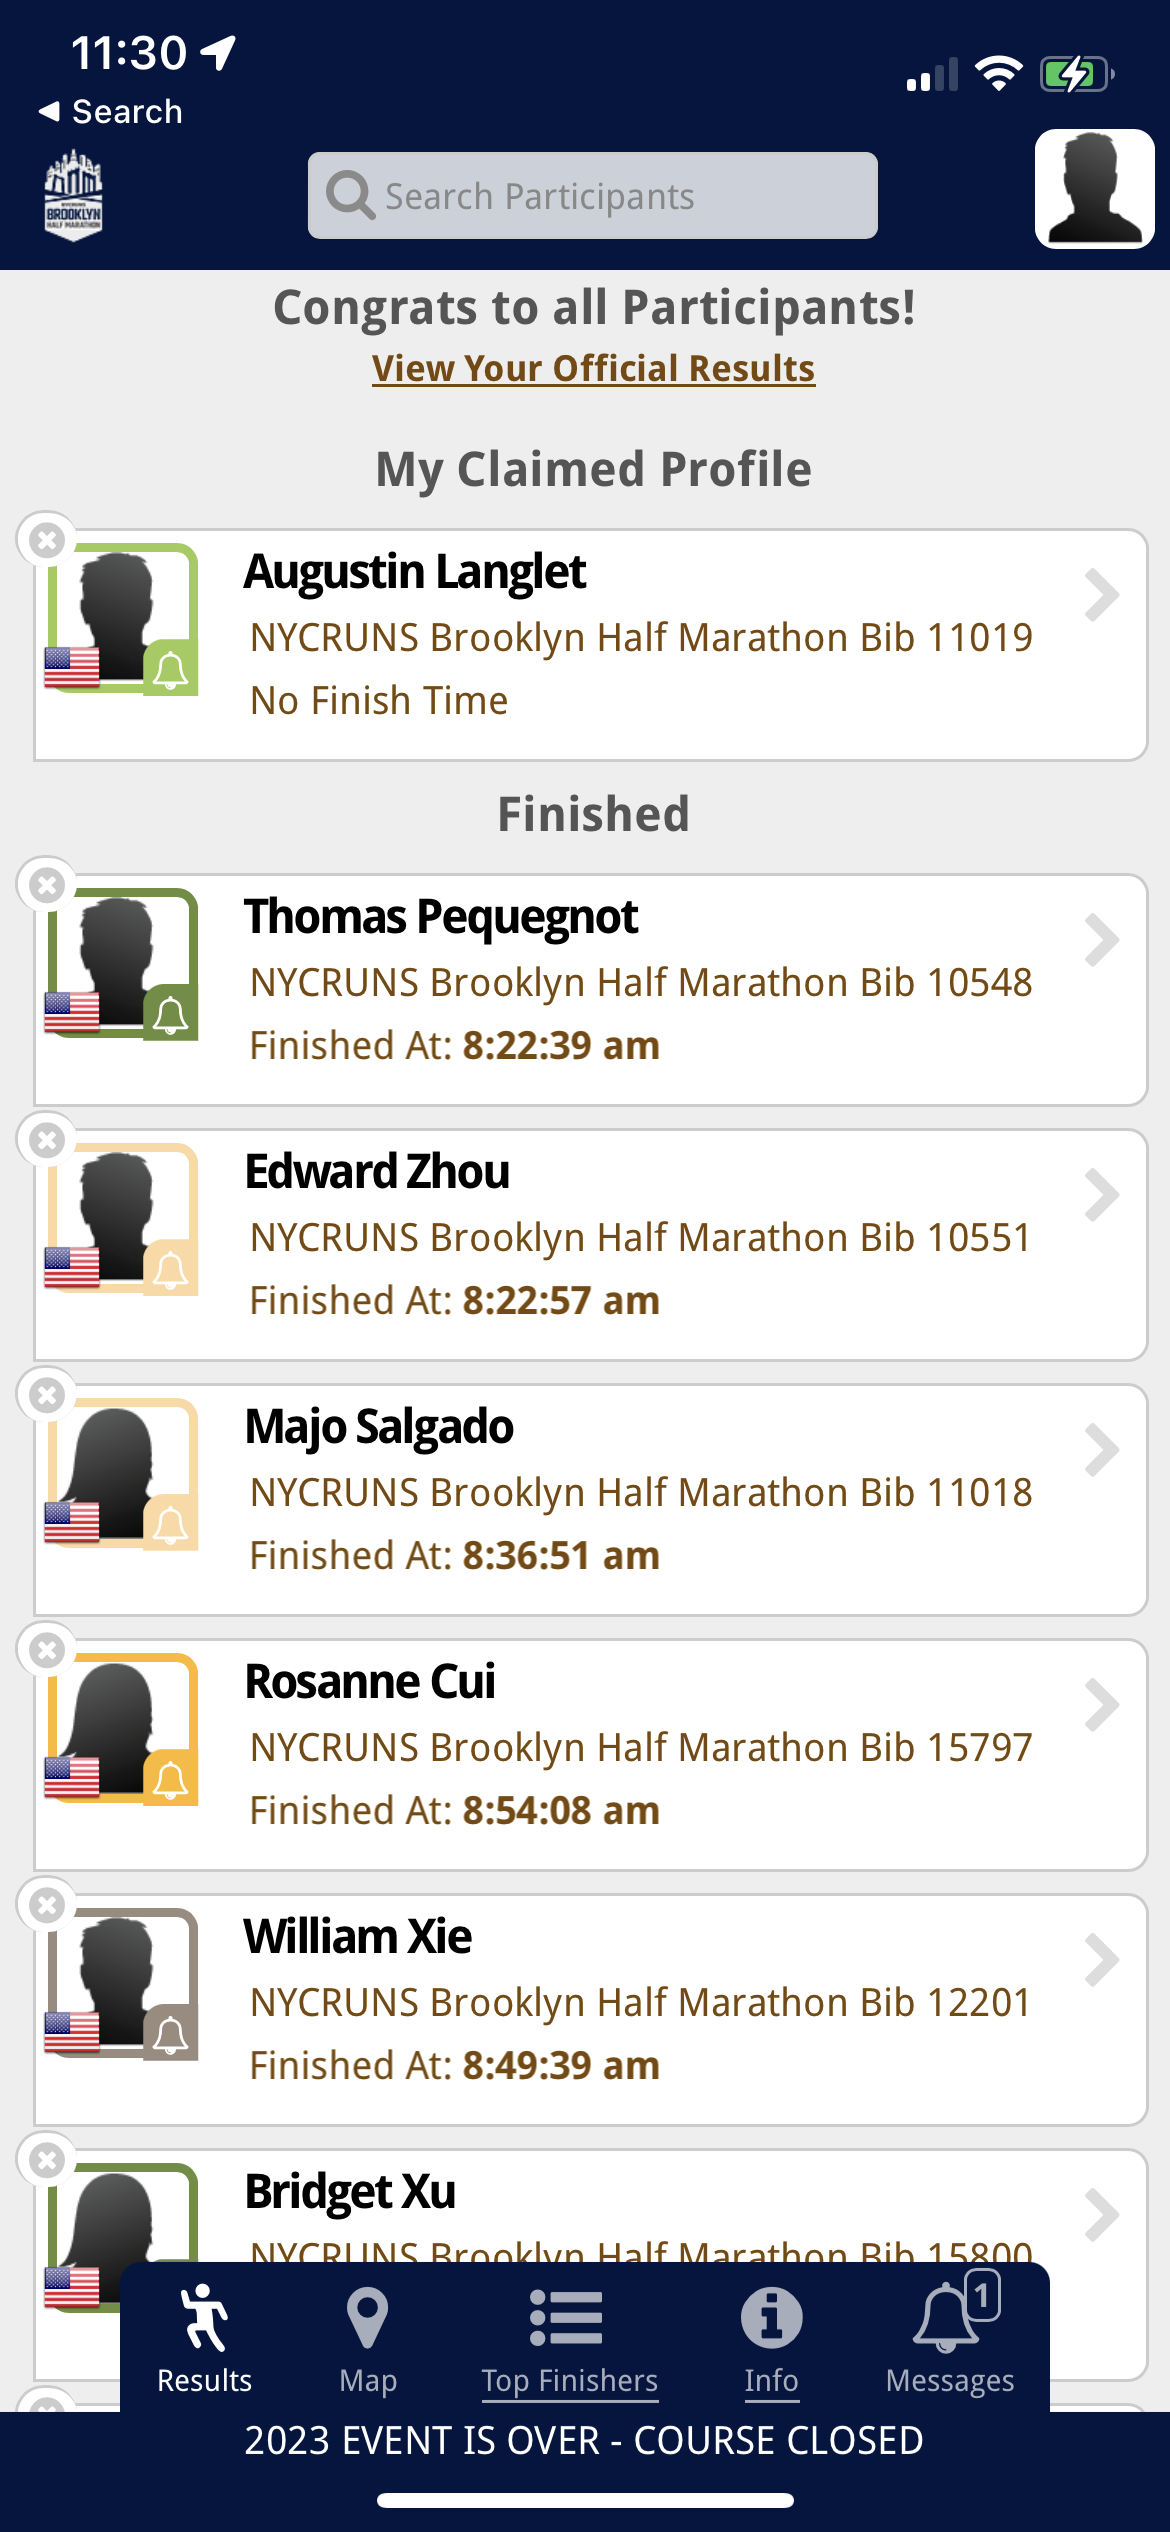 11:30
Search
NYCRUNS
BROOKLYN
HALF MARATHON
Search Participants
Congrats to all Participants!
View Your Official Results
My Claimed Profile
Augustin Langlet
NYCRUNS Brooklyn Half Marathon Bib 11019
No Finish Time
Finished
Thomas Pequegnot
NYCRUNS Brooklyn Half Marathon Bib 10548
Finished At: 8:22:39 am
Edward Zhou
NYCRUNS Brooklyn Half Marathon Bib 10551
Finished At: 8:22:57 am
Majo Salgado
NYCRUNS Brooklyn Half Marathon Bib 11018
Finished At: 8:36:51 am
Rosanne Cui
NYCRUNS Brooklyn Half Marathon Bib 15797
Finished At: 8:54:08 am
William Xie
NYCRUNS Brooklyn Half Marathon Bib 12201
Finished At: 8:49:39 am
Bridget Xu
NYCRUNS Brooklyn Half Marathon Bib 15800
1
Results Map Top Finishers Info Messages
2023 EVENT IS OVER - COURSE CLOSED